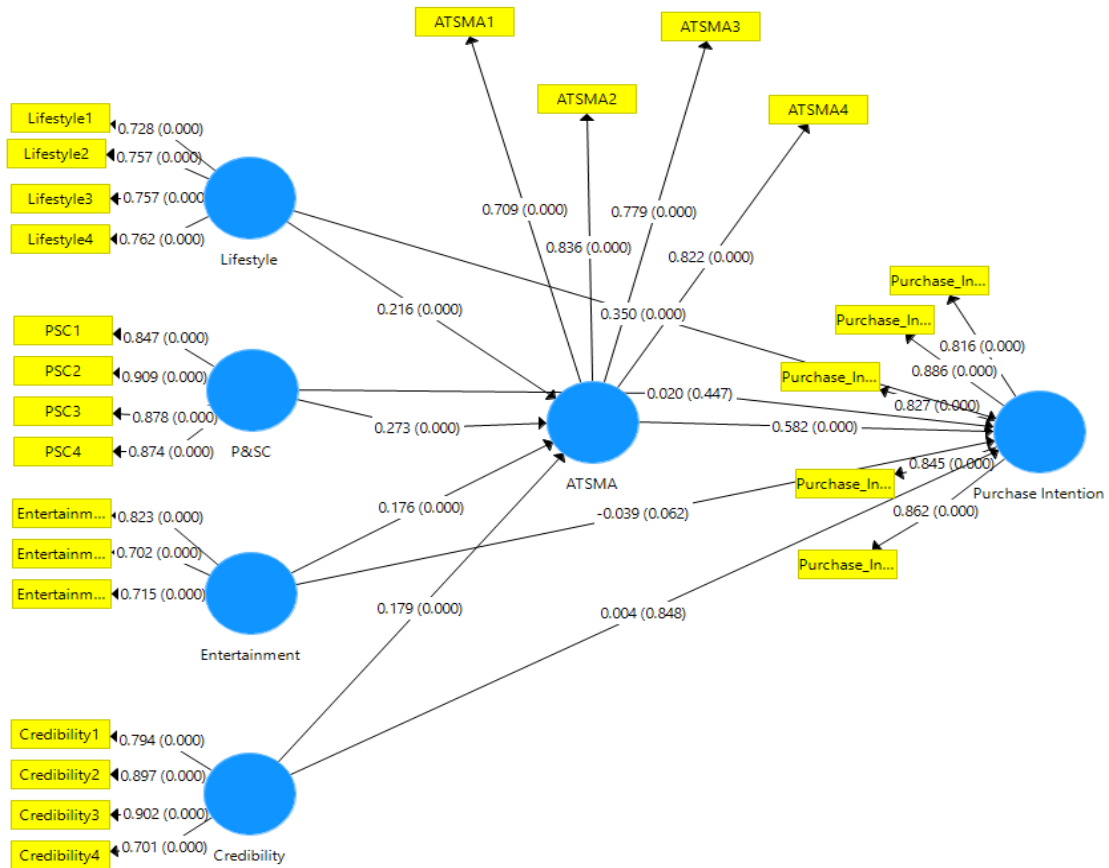 ATSMA1
ATSMA3
ATSMA2
ATSMA4
Lifestyle1
0.728 (0.000)
Lifestyle2
0.757 (0.000)
Lifestyle3
0.757 (0.000)
Lifestyle4
0.762 (0.000)
Lifestyle
0.709 (0.000)
0.836 (0.000)
0.779 (0.000)
0.822 (0.000)
0.216 (0.000)
0.350 (0.000)
Purchase_In...
Purchase_In...
Purchase_In...
0.816 (0.000)
0.886 (0.000)
0.827 (0.000)
PSC1
0.847 (0.000)
PSC2
0.909 (0.000)
PSC3
0.878 (0.000)
PSC4
0.874 (0.000)
P&SC
0.020 (0.447)
0.273 (0.000)
0.582 (0.000)
ATSMA
Purchase Intention
0.845 (0.000)
Purchase_In...
0.862 (0.000)
Purchase_In...
Entertainm...
0.823 (0.000)
Entertainm...
0.702 (0.000)
Entertainm...
0.715 (0.000)
Entertainment
0.176 (0.000)
-0.039 (0.062)
0.179 (0.000)
0.004 (0.848)
Credibility1
0.794 (0.000)
Credibility2
0.897 (0.000)
Credibility3
0.902 (0.000)
Credibility4
0.701 (0.000)
Credibility